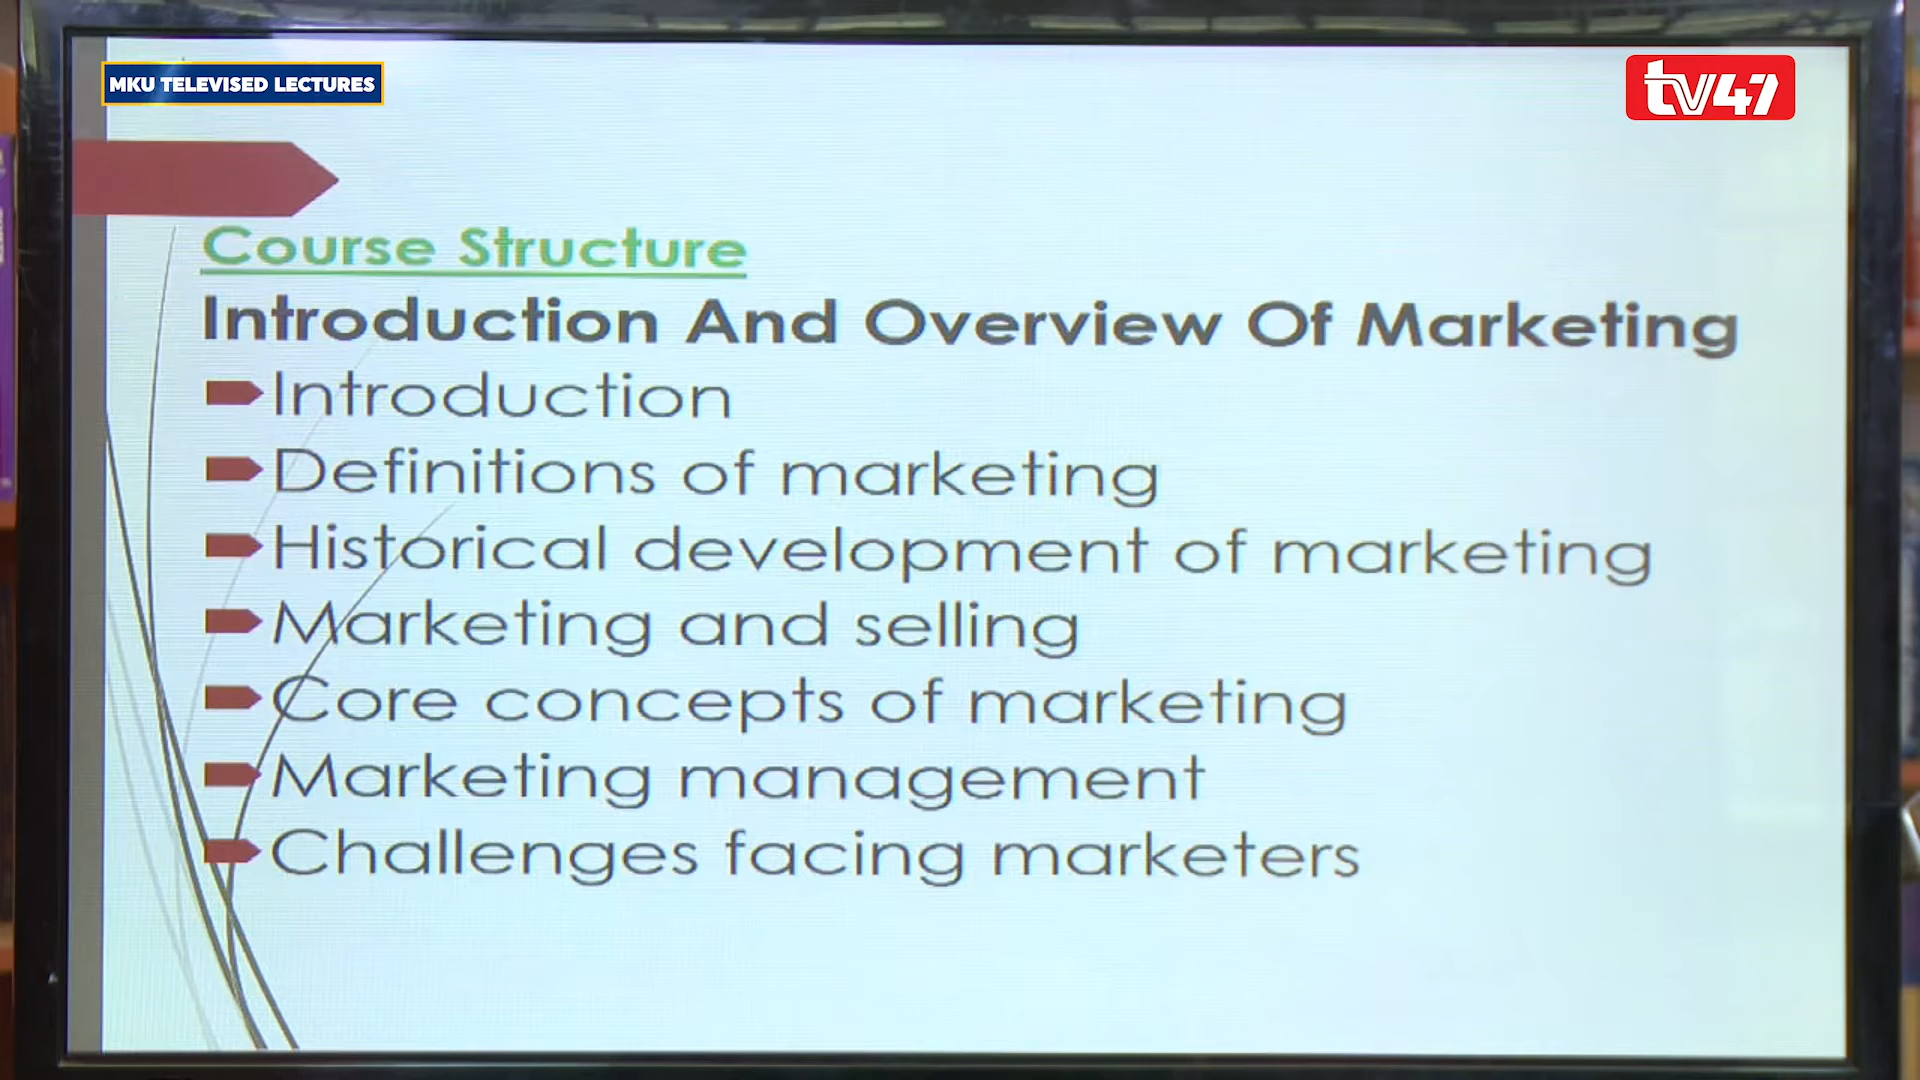 MKU TELEVISED LECTURES
tv47
Course Structure
Introduction And Overview Of Marketing
Introduction
Definitions of marketing
Historical development of marketing
Marketing and selling
Core concepts of marketing
Marketing management
Challenges facing marketers